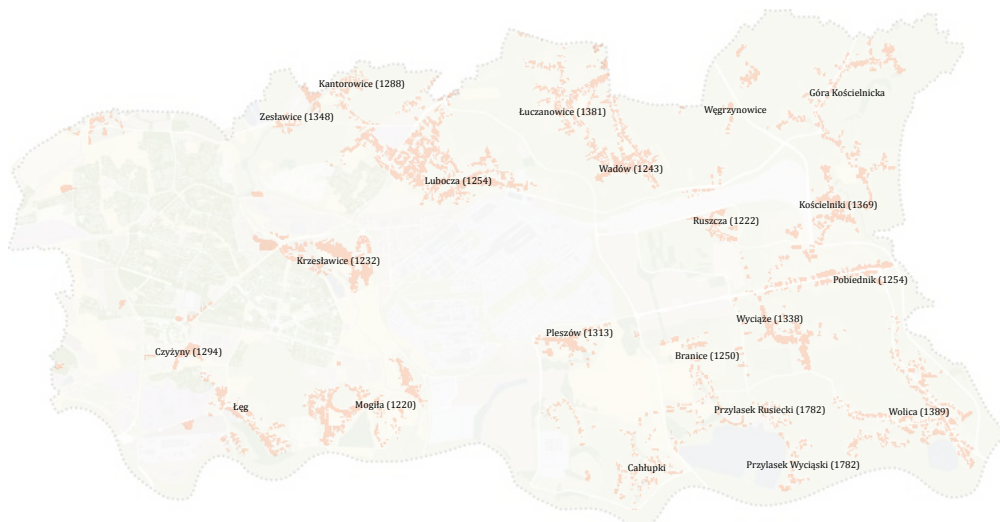 Kantorowice (1288)
Góra Kościelnicka
Węgrzynowice
Łuczanowice (1381)
Zesławice (1348)
Wadów (1243)
Łubocza (1254)
Kościelniki (1369)
Ruszcza (1222)
Krzesławice (1232)
Pobiednik (1254)
Wyciąże (1338)
Pleszów (1313)
Czyżyny (1294)
Branice (1250)
Mogiła (1220)
Łęg
Przylasek Rusiecki (1782)
Wolica (1389)
Przylasek Wyciąski (1782)
Cahłupki